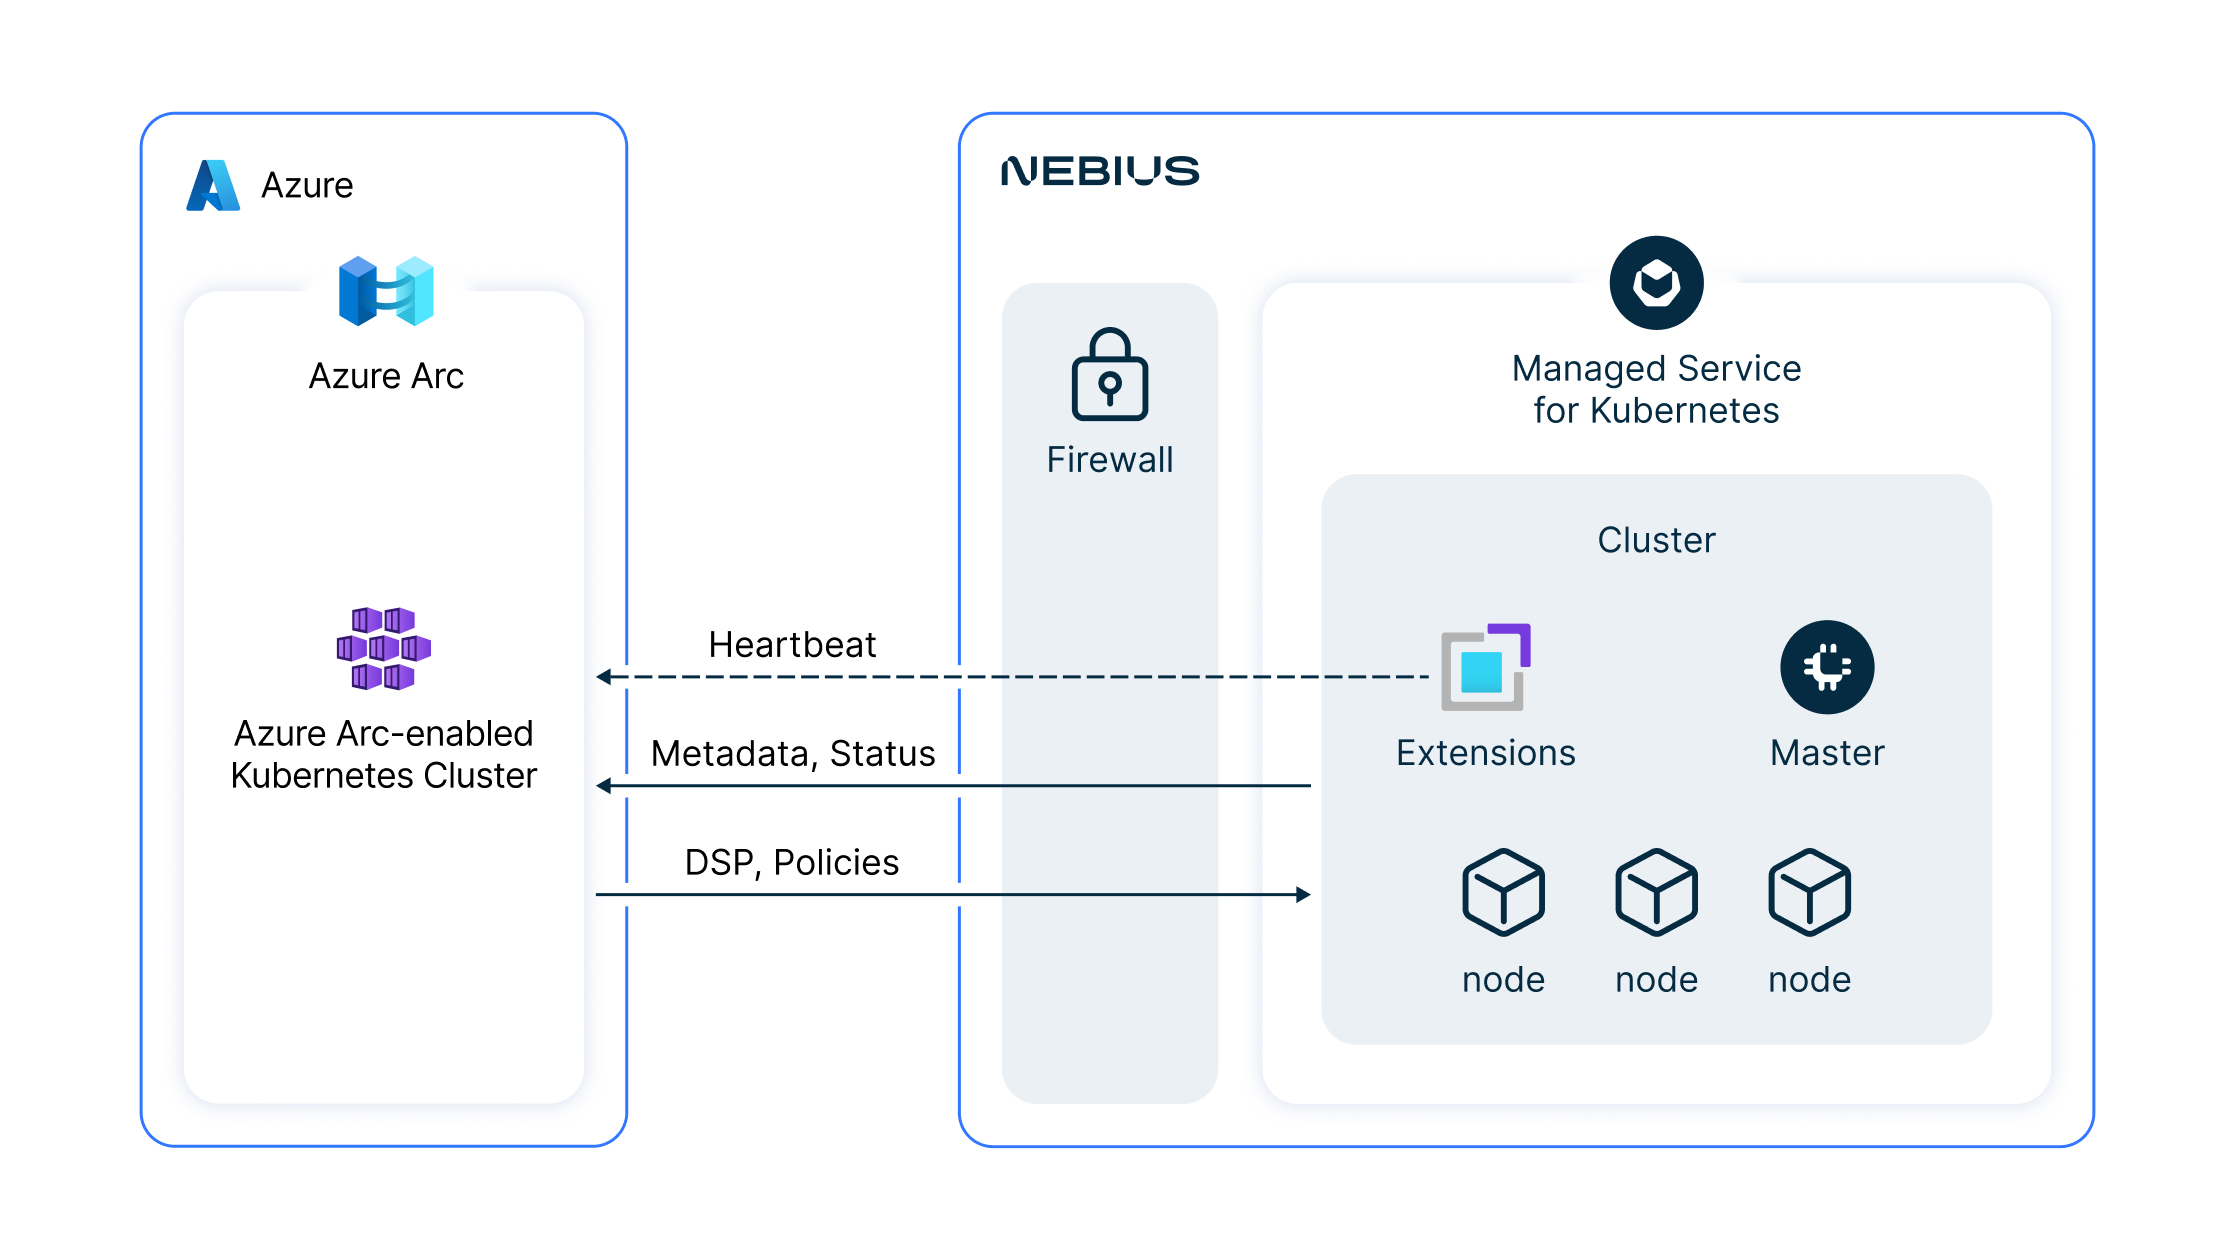 Azure
Azure Arc
Azure Arc-enabled
Kubernetes Cluster
Heartbeat
Metadata, Status
DSP, Policies
NEBIUS
Firewall
Managed Service
for Kubernetes
Cluster
Extensions
Master
node
node
node